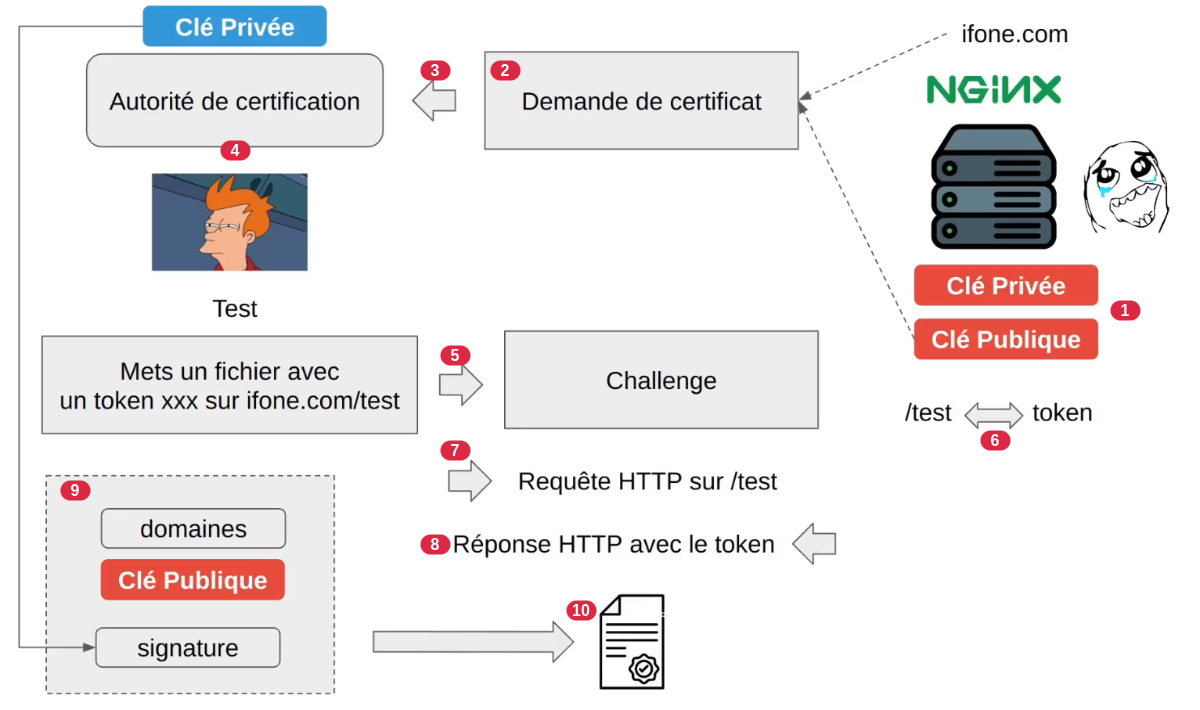 Clé Privée
ifone.com
3
2
Autorité de certification
Demande de certificat
NGiNX
4
Clé Privée
1
Test
Clé Publique
5
Mets un fichier avec
un token xxx sur ifone.com/test
Challenge
/test
token
6
7
Requête HTTP sur /test
9
domaines
8
Réponse HTTP avec le token
Clé Publique
10
signature